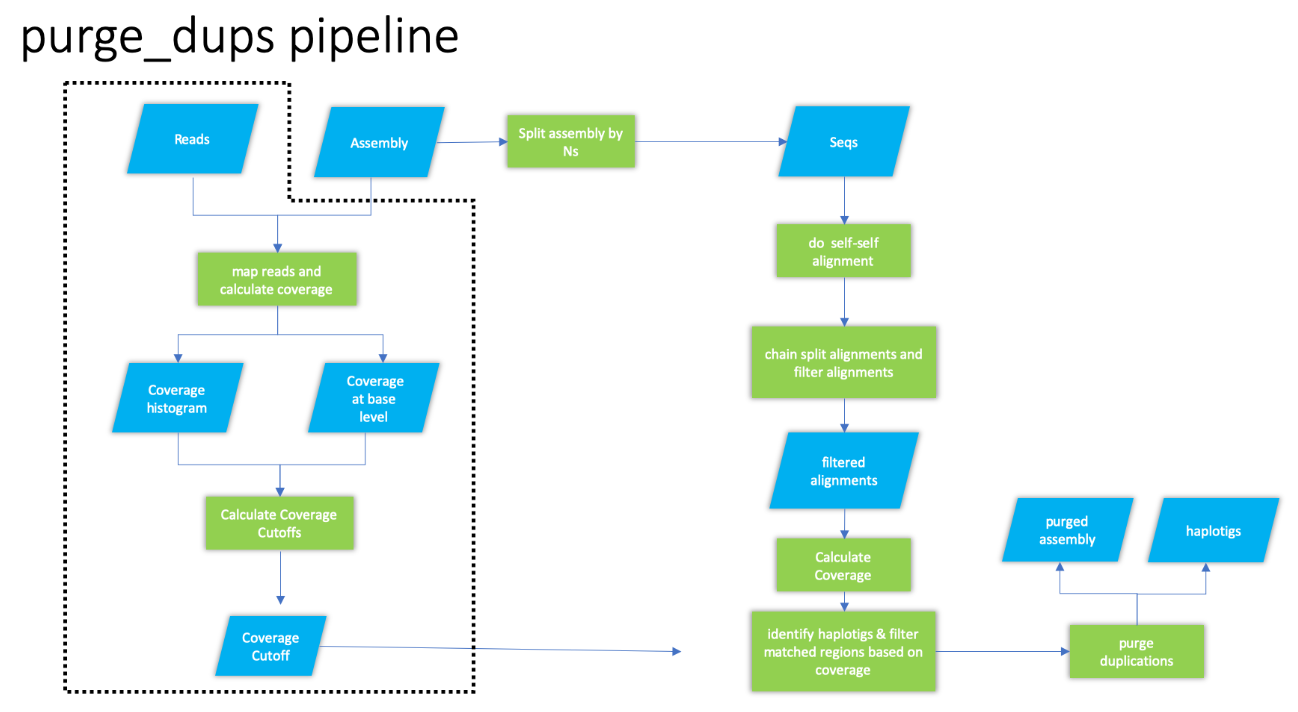 purge_dups pipeline
Reads
Assembly
Split assembly by
Ns
Seqs
map reads and
calculate coverage
do self-self
alignment
chain split alignments and
filter alignments
Coverage
histogram
Coverage
at base
level
filtered
alignments
Calculate Coverage
Cutoffs
Calculate
Coverage
purged
assembly
haplotigs
Coverage
Cutoff
identify haplotigs & filter
matched regions based on
coverage
purge
duplications